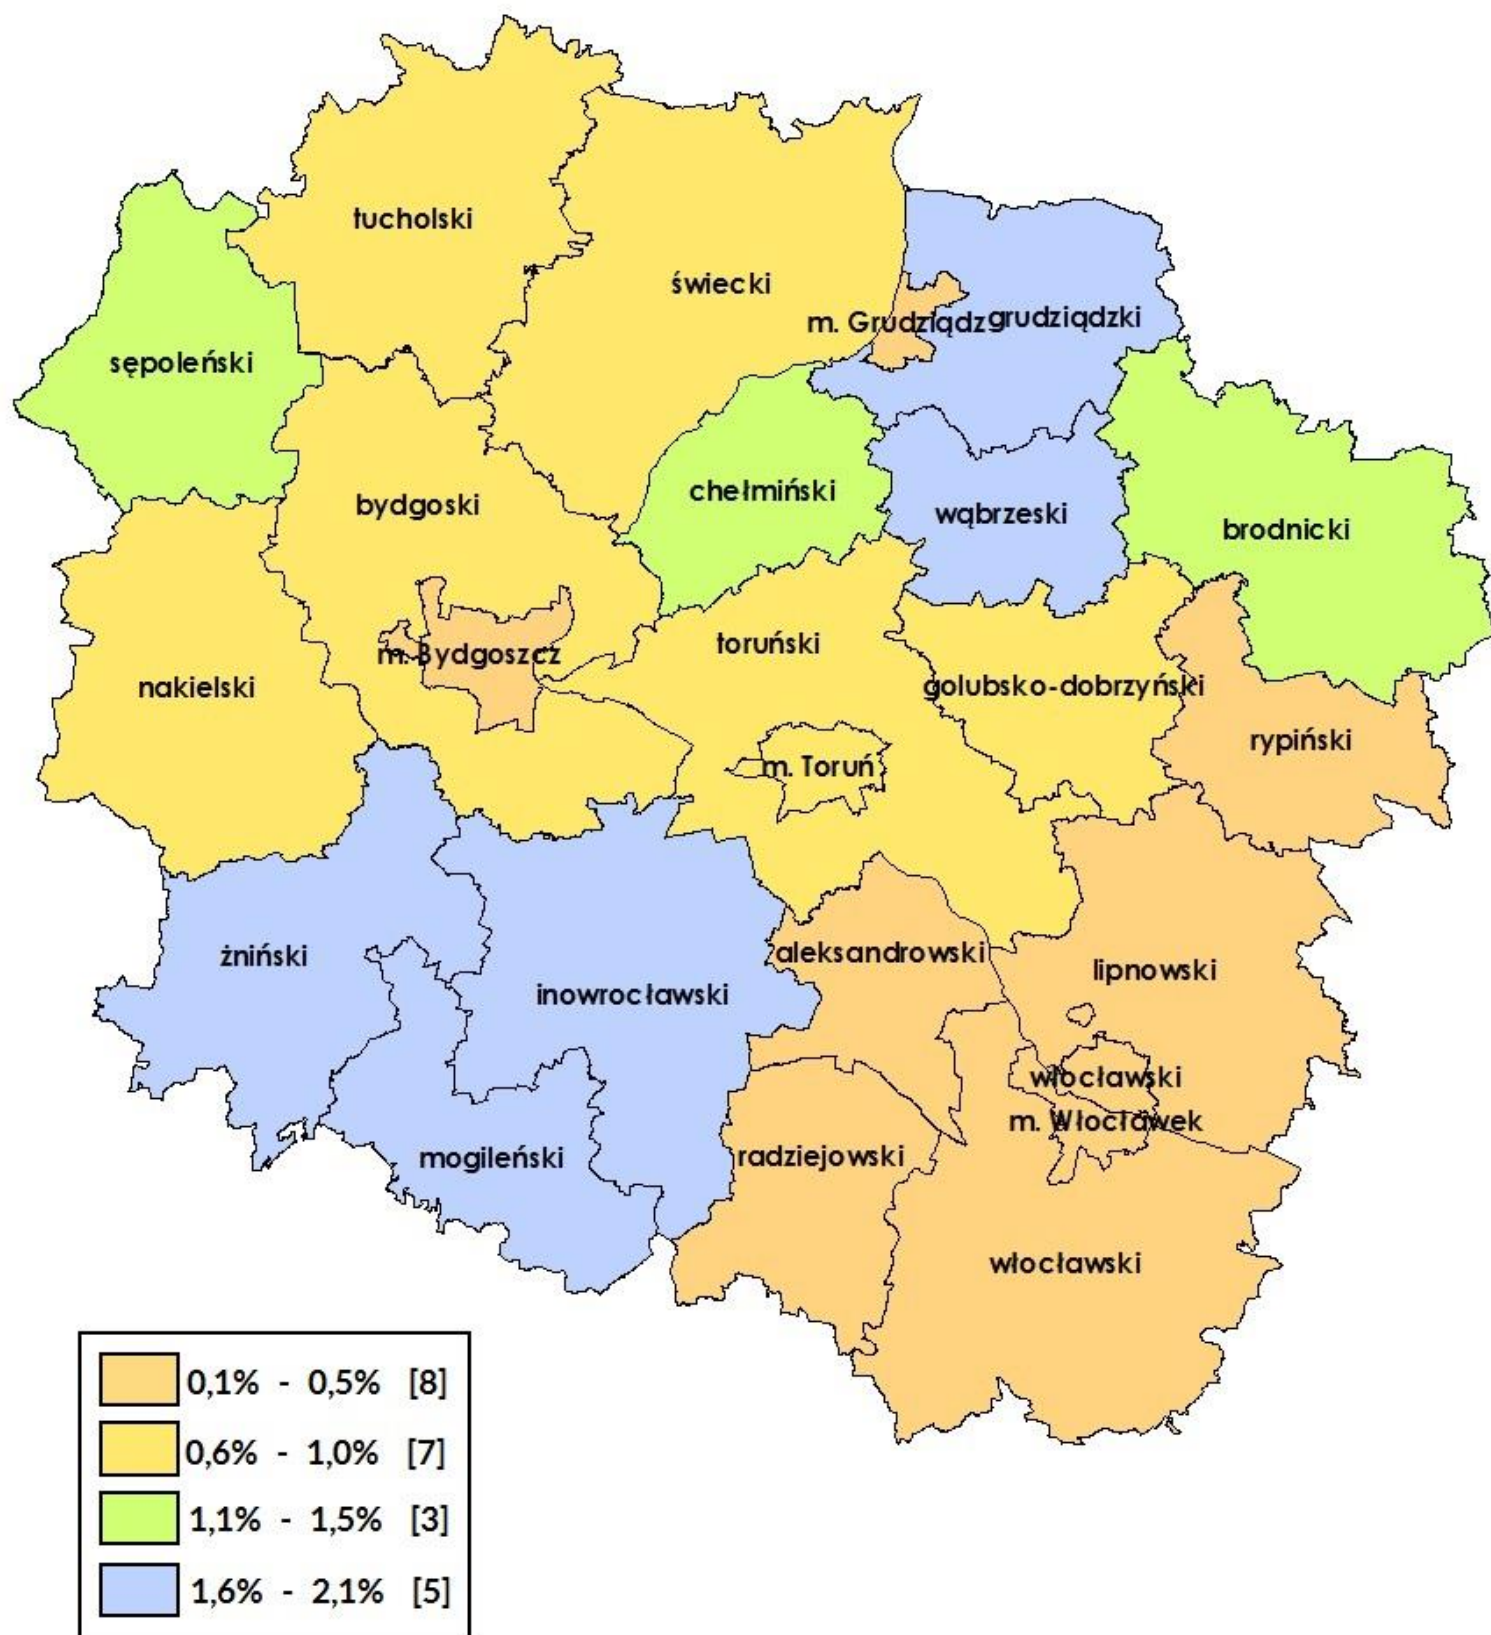 tucholski
świecki
m. Grudziądz
grudziądzki
sępoleński
chełmiński
bydgoski
wąbrzeski
brodnicki
toruński
m. Bydgoszcz
nakielski
golubsko-dobrzyński
rypiński
m. Toruń
żniński
aleksandrowski
lipnowski
inowrocławski
włocławski
m. Włocławek
mogileński
radziejowski
włocławski
0,1% - 0,5% [8]
0,6% - 1,0% [7]
1,1% - 1,5% [3]
1,6% - 2,1% [5]